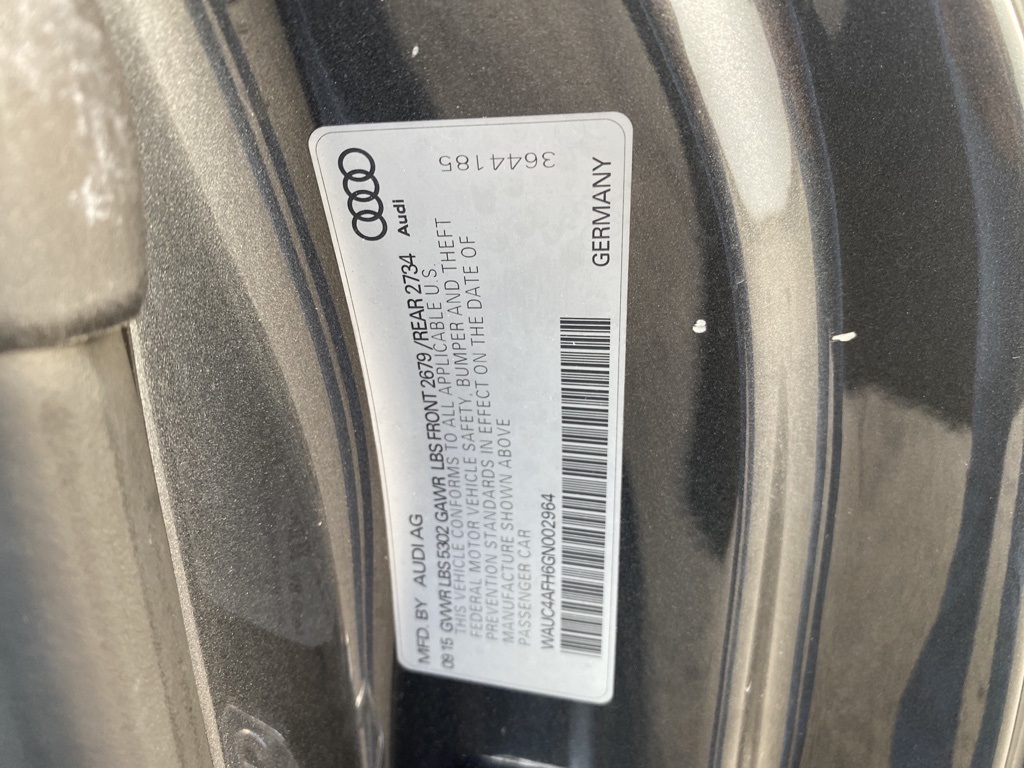 MFD. BY AUDI AG
Audi
09 15 GVWR LBS 5302 GAWR LBS FRONT 2679 / REAR 2734
THIS VEHICLE CONFORMS TO ALL APPLICABLE U.S.
FEDERAL MOTOR VEHICLE SAFETY, BUMPER AND THEFT
PREVENTION STANDARDS IN EFFECT ON THE DATE OF
MANUFACTURE SHOWN ABOVE
PASSENGER CAR
3644185
WAUC4AFH6GN002964
GERMANY